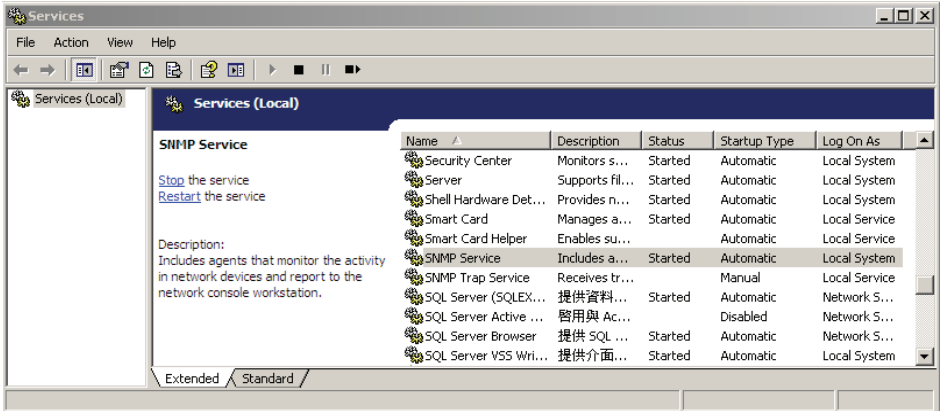 Services
File Action View Help
Services (Local)
Services (Local)
SNMP Service
Stop the service
Restart the service
Description:
Includes agents that monitor the activity
in network devices and report to the
network console workstation.
Name Description Status Startup Type Log On As
Security Center Monitors s... Started Automatic Local System
Server Supports fil... Started Automatic Local System
Shell Hardware Det... Provides n... Started Automatic Local System
Smart Card Manages a... Started Automatic Local Service
Smart Card Helper Enables su... Automatic Local Service
SNMP Service Includes a... Started Automatic Local System
SNMP Trap Service Receives tr... Manual Local Service
SQL Server (SQLEX... 提供資料... Started Automatic Network S...
SQL Server Active ... 啓用與 Ac... Disabled Network S...
SQL Server Browser 提供 SQL ... Started Automatic Network S...
SQL Server VSS Wri... 提供介面... Started Automatic Local System
Extended Standard